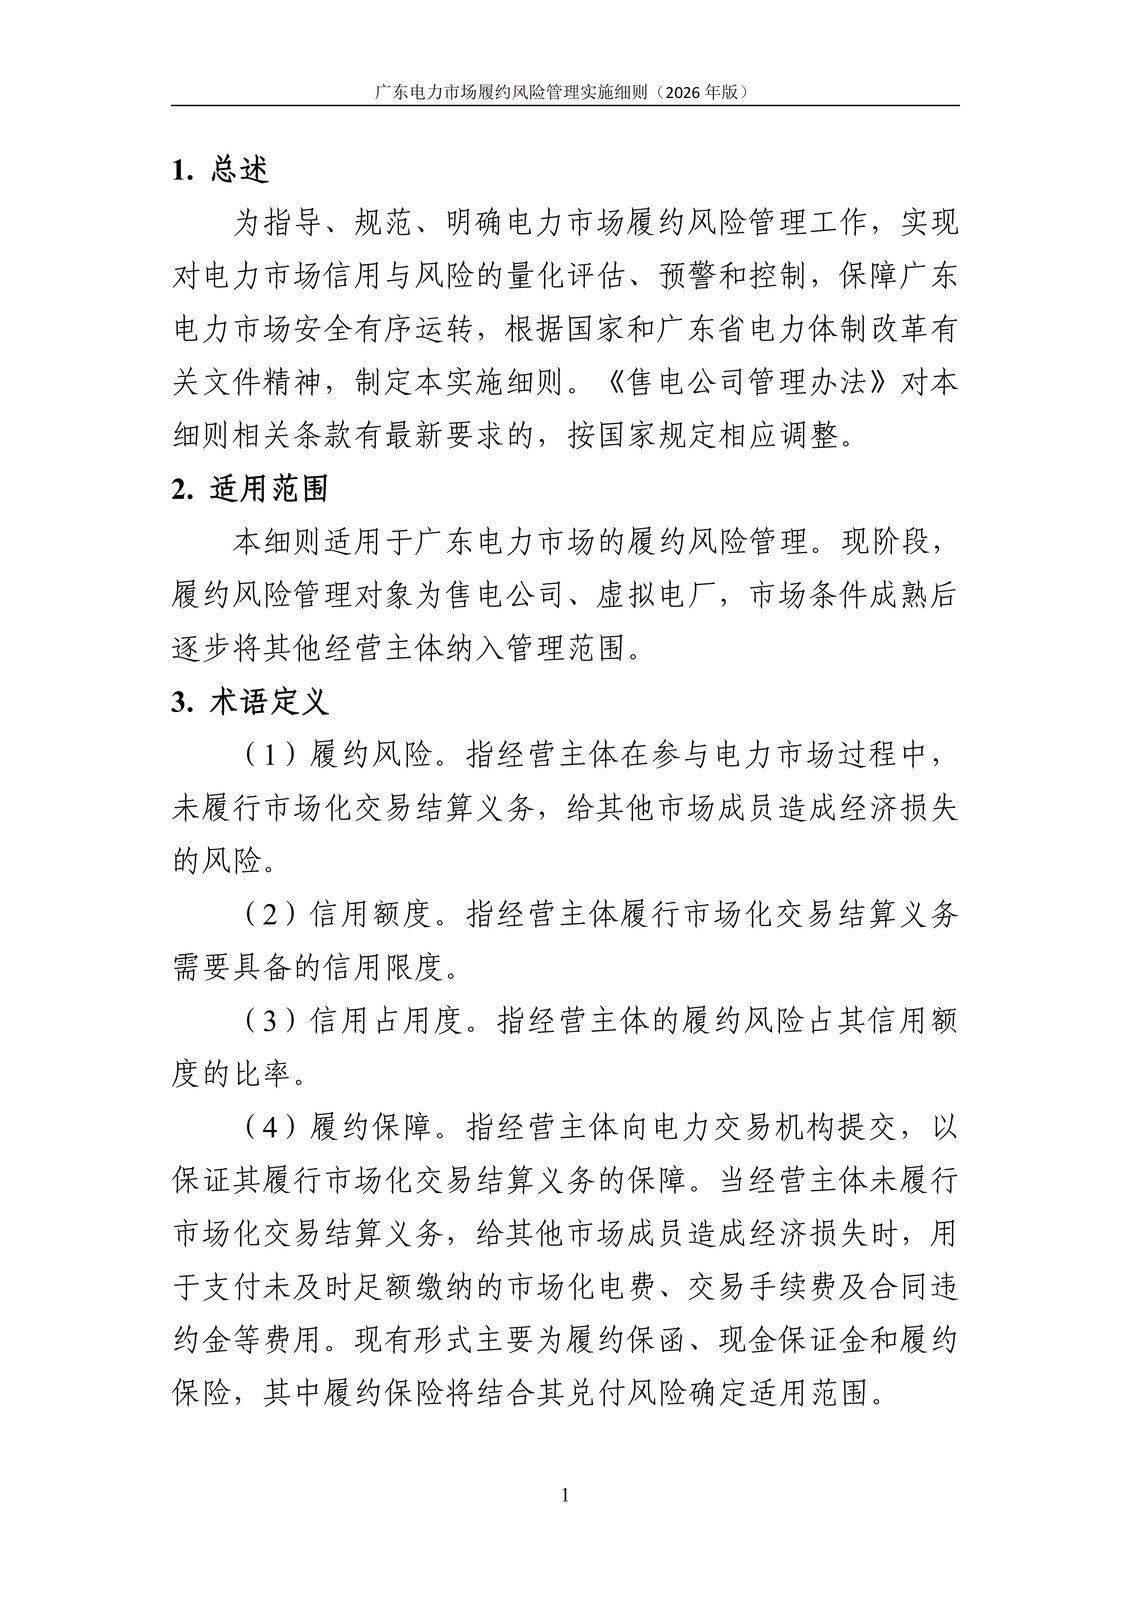 广东电力市场履约风险管理实施细则（2026 年版）
1. 总述
为指导、规范、明确电力市场履约风险管理工作，实现
对电力市场信用与风险的量化评估、预警和控制，保障广东
电力市场安全有序运转，根据国家和广东省电力体制改革有
关文件精神，制定本实施细则。《售电公司管理办法》对本
细则相关条款有最新要求的，按国家规定相应调整。
2. 适用范围
本细则适用于广东电力市场的履约风险管理。现阶段，
履约风险管理对象为售电公司、虚拟电厂，市场条件成熟后
逐步将其他经营主体纳入管理范围。
3. 术语定义
（1）履约风险。指经营主体在参与电力市场过程中，
未履行市场化交易结算义务，给其他市场成员造成经济损失
的风险。
（2）信用额度。指经营主体履行市场化交易结算义务
需要具备的信用限度。
（3）信用占用度。指经营主体的履约风险占其信用额
度的比率。
（4）履约保障。指经营主体向电力交易机构提交，以
保证其履行市场化交易结算义务的保障。当经营主体未履行
市场化交易结算义务，给其他市场成员造成经济损失时，用
于支付未及时足额缴纳的市场化电费、交易手续费及合同违
约金等费用。现有形式主要为履约保函、现金保证金和履约
保险，其中履约保险将结合其兑付风险确定适用范围。
1